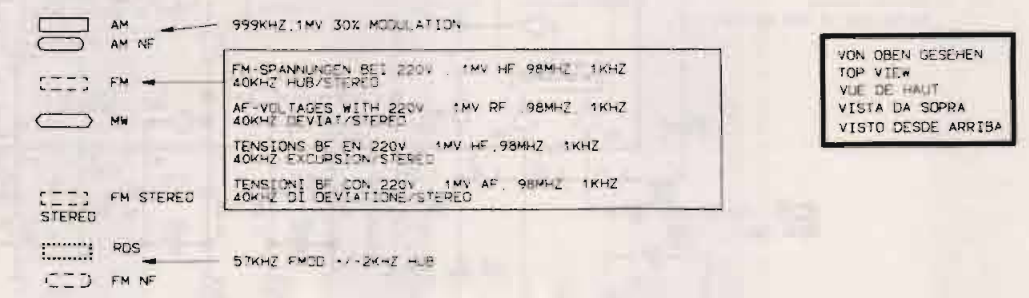 AM
999KHZ,1MV 30% MODULATION
AM NF
FM
FM-SPANNUNGEN BEI 220V , 1MV HF ,98MHZ, 1KHZ
40KHZ HUB/STEREO
AF-VOLTAGES WITH 220V , 1MV RF ,98MHZ, 1KHZ
40KHZ DEVIAT/STEREO
TENSIONS BF EN 220V , 1MV HF ,98MHZ 1KHZ
40KHZ EXCURSION/STEREO
TENSIONI BF CON 220V , 1MV AF, 98MHZ 1KHZ
40KHZ DI DEVIATIONE/STEREO
MW
FM STEREO
STEREO
RDS
57KHZ FMOD +/-2KHZ HUB
FM NF
VON OBEN GESEHEN
TOP VIEW
VUE DE HAUT
VISTA DA SOPRA
VISTO DESDE ARRIBA